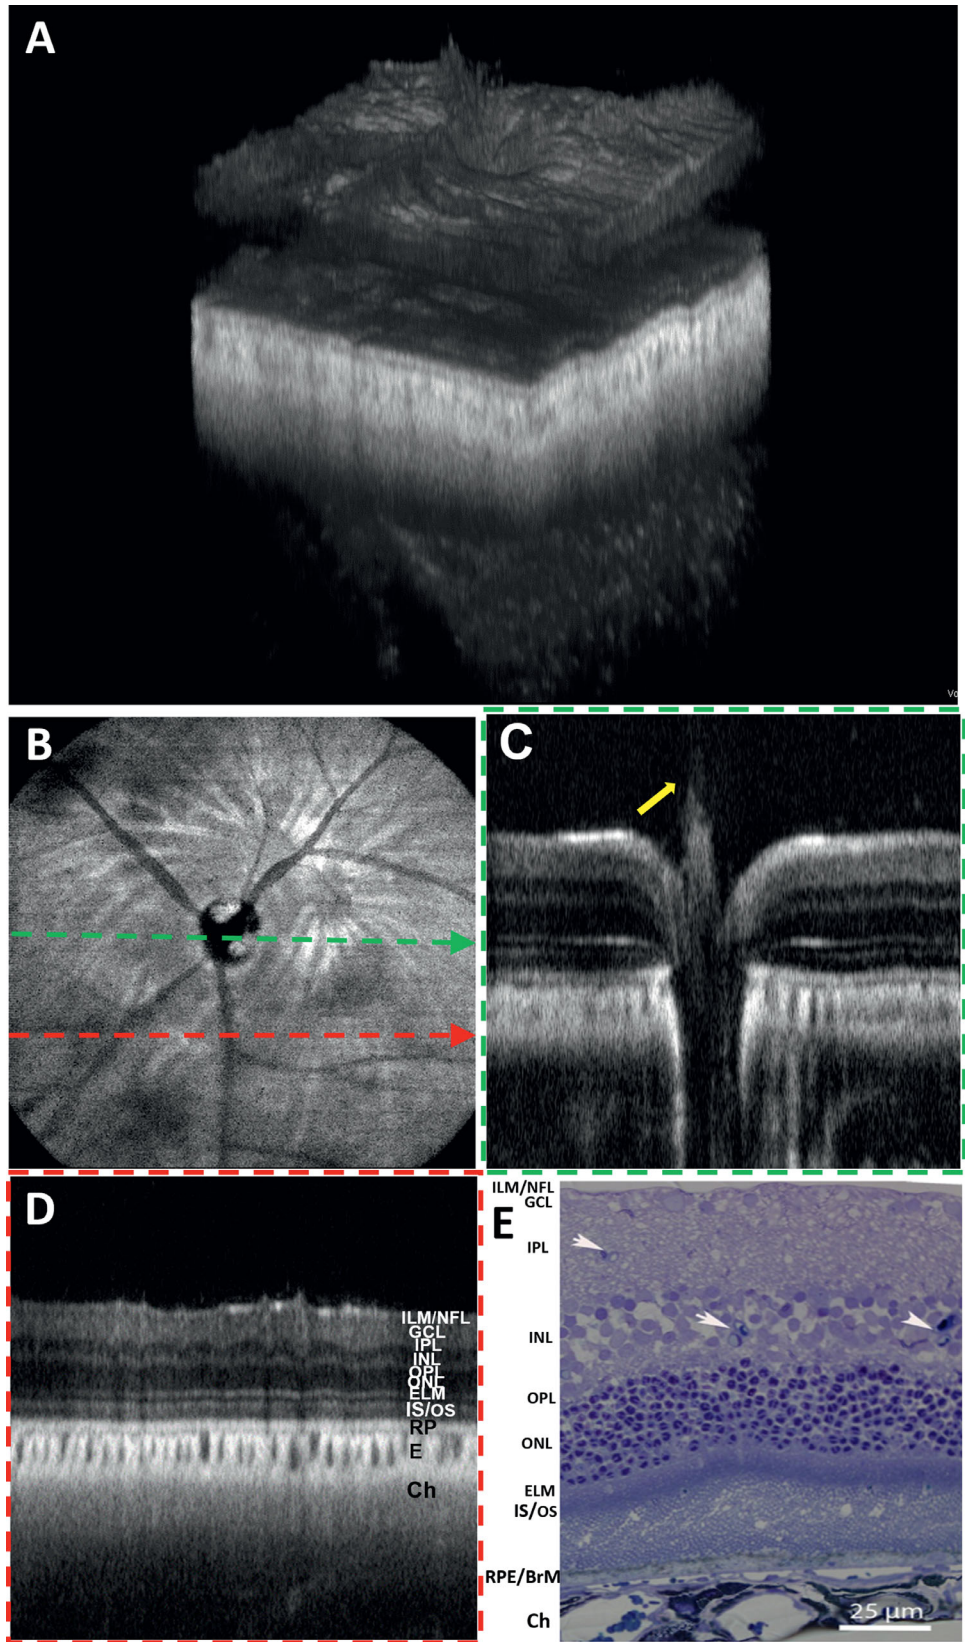 A
Vo
B
C
D
ILM/NFL
GCL
IPL
INL
OPL
ONL
ELM
IS/OS
RP
E
Ch
E
ILM/NFL
GCL
IPL
INL
OPL
ONL
ELM
IS/OS
RPE/BrM
Ch
25 µm